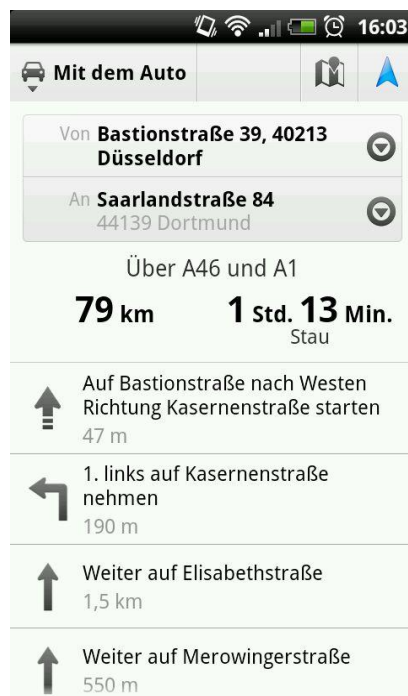 16:03
Mit dem Auto
Von Bastionstraße 39, 40213
Düsseldorf
An Saarlandstraße 84
44139 Dortmund
Über A46 und A1
79 km 1 Std. 13 Min.
Stau
Auf Bastionstraße nach Westen
Richtung Kasernenstraße starten
47 m
1. links auf Kasernenstraße
nehmen
190 m
Weiter auf Elisabethstraße
1,5 km
Weiter auf Merowingerstraße
550 m